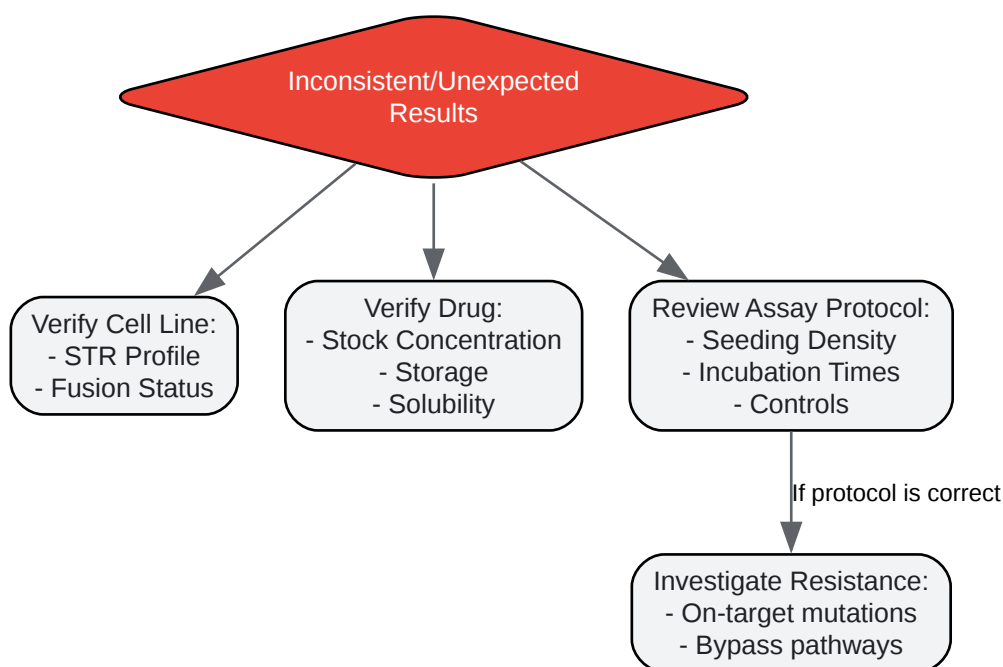 Inconsistent/Unexpected
Results
Verify Cell Line:
- STR Profile
- Fusion Status
Verify Drug:
- Stock Concentration
- Storage
- Solubility
Review Assay Protocol:
- Seeding Density
- Incubation Times
- Controls
If protocol is correct
Investigate Resistance:
- On-target mutations
- Bypass pathways